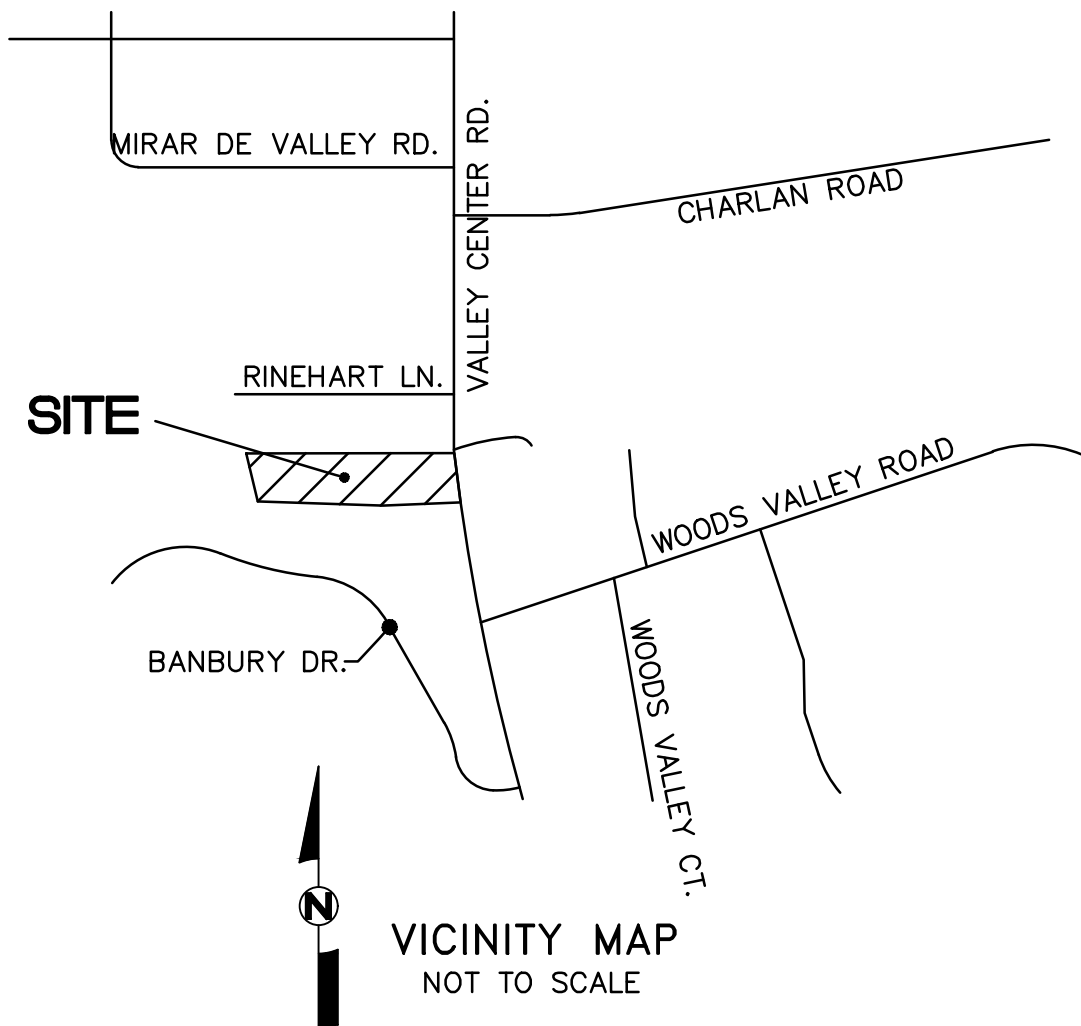 MIRAR DE VALLEY RD.
VALLEY CENTER RD.
CHARLAN ROAD
RINEHART LN.
SITE
WOODS VALLEY ROAD
BANBURY DR.
WOODS VALLEY CT.
N
VICINITY MAP
NOT TO SCALE